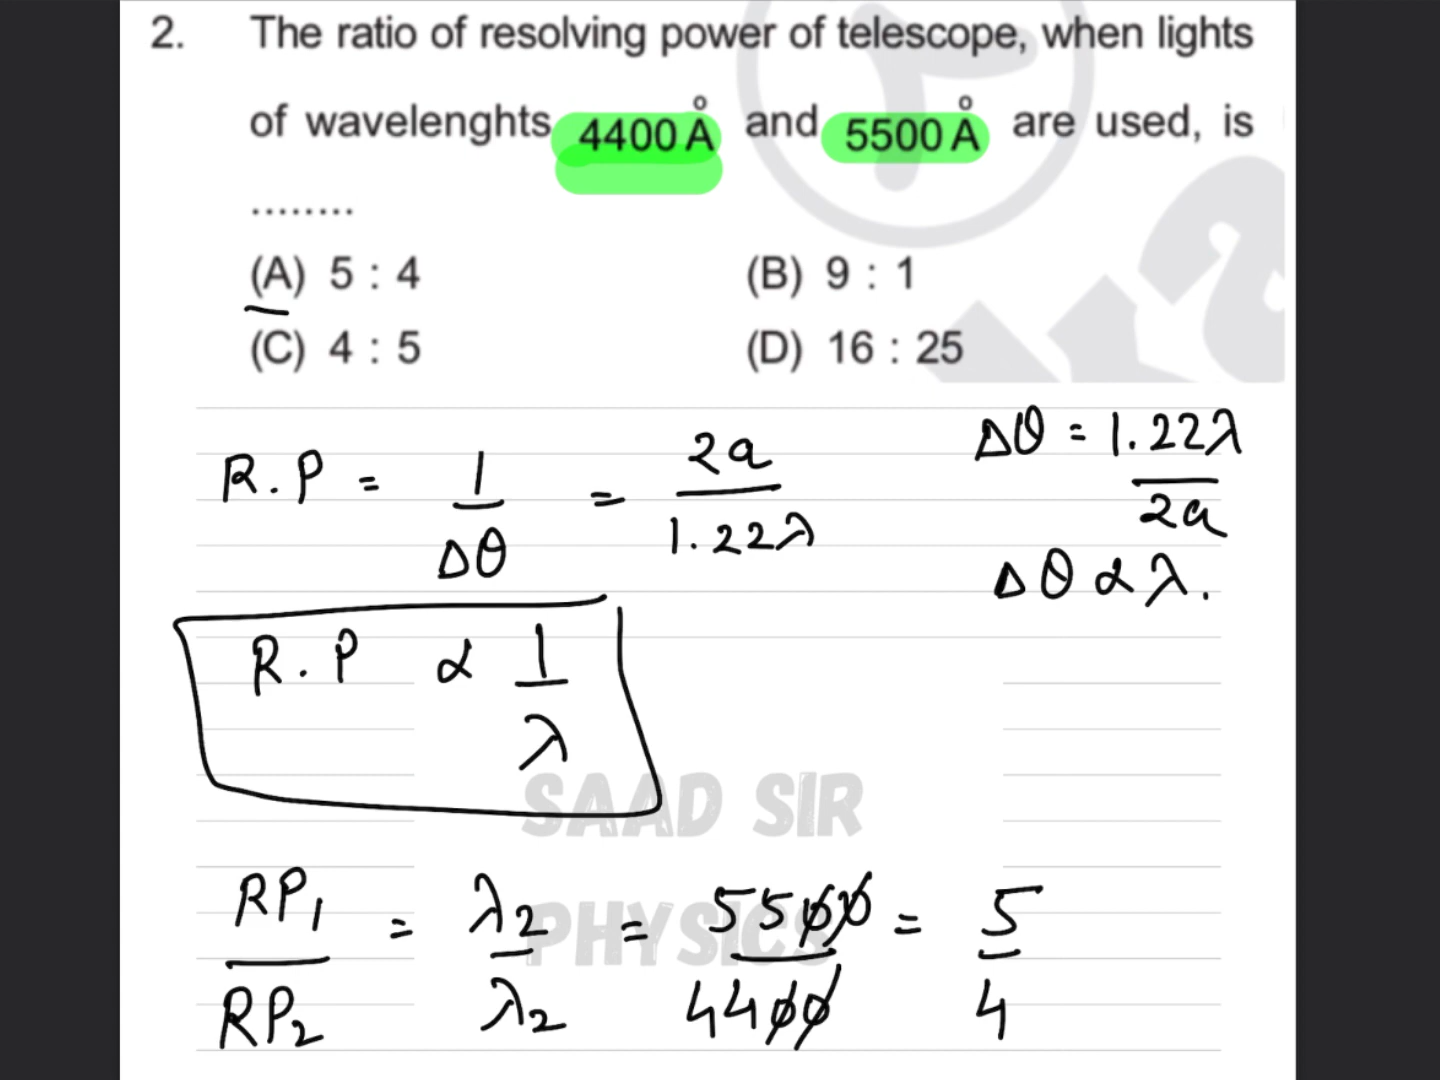 2. The ratio of resolving power of telescope, when lights
of wavelenghts 4400 Å and 5500 Å are used, is
........
(A) 5 : 4 (B) 9 : 1
(C) 4 : 5 (D) 16 : 25
R.P = 1/Δθ = 2a/1.22λ
Δθ = 1.22λ/2a
Δθ α λ.
R.P α 1/λ
SAAD SIR
PHYSICS
RP₁/RP₂ = λ₂/λ₂ = 5500/4400 = 5/4